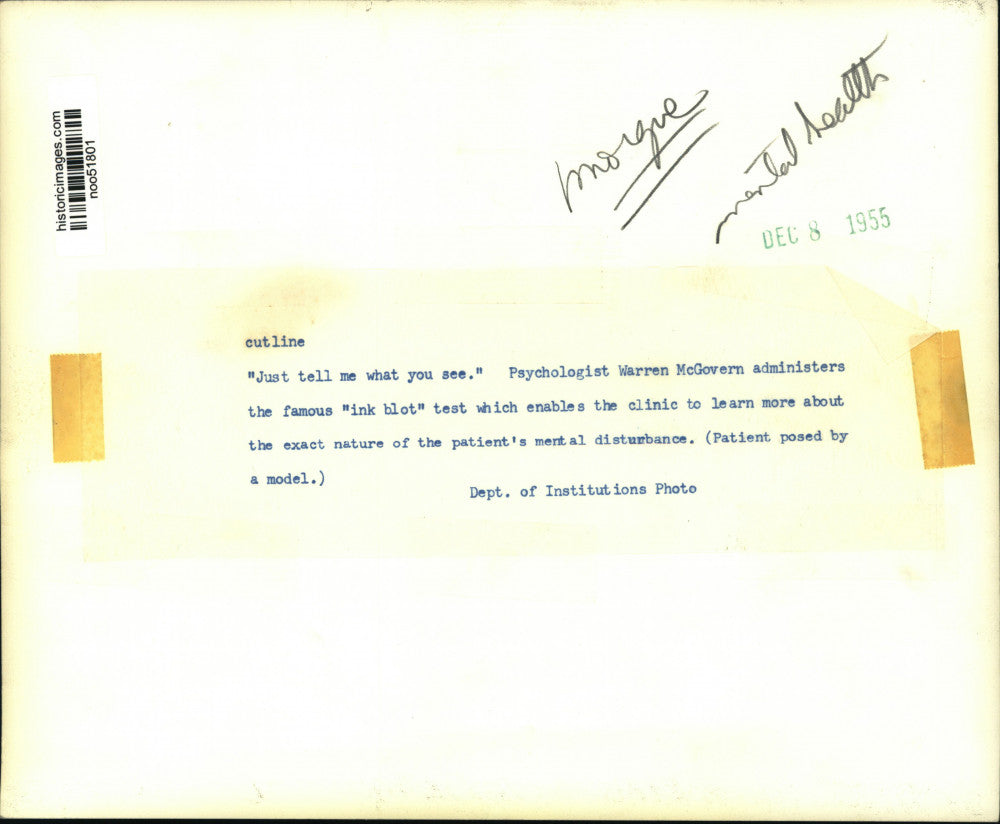 historicimages.com
noo51801
morgue
mental health
DEC 8 1955
cutline
"Just tell me what you see." Psychologist Warren McGovern administers
the famous "ink blot" test which enables the clinic to learn more about
the exact nature of the patient's mental distumbance. (Patient posed by
a model.)
Dept. of Institutions Photo